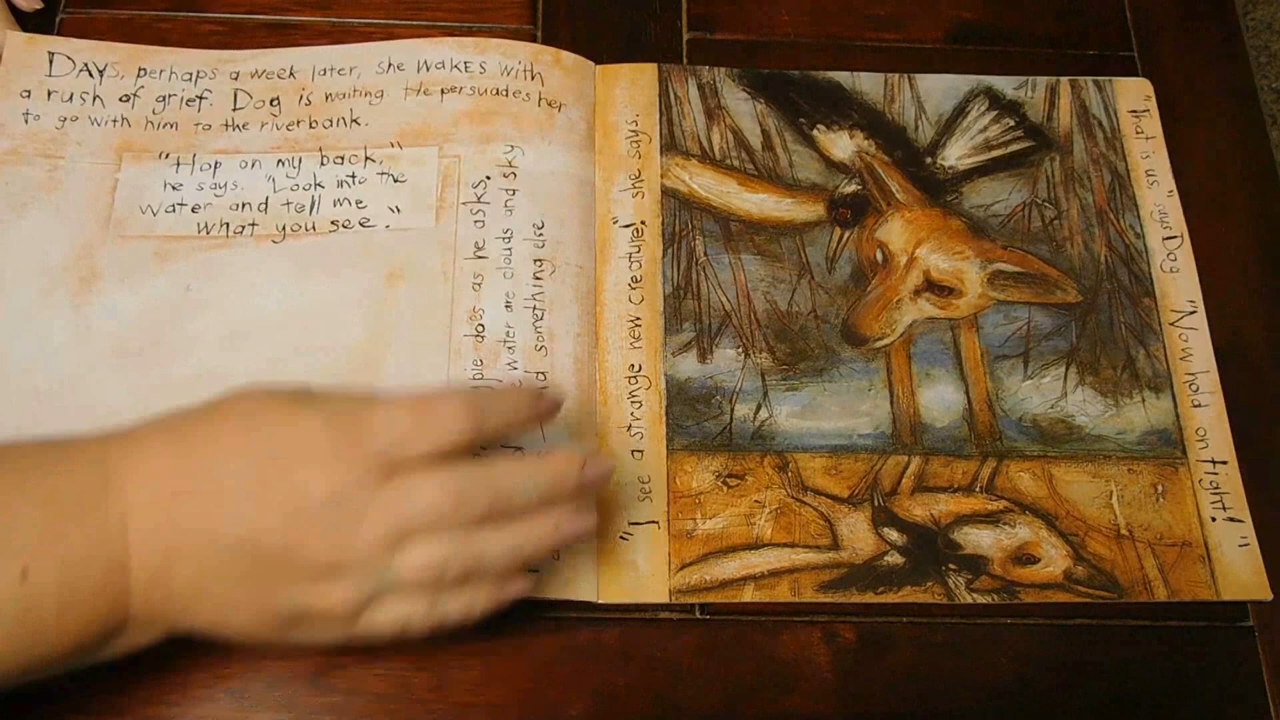 DAYS, perhaps a week later, she WAKES with
a rush of grief. Dog is waiting. He persuades her
to go with him to the riverbank.
"Hop on my back,"
he says. "Look into the
water and tell me
what you see."
does as he asks.
water are clouds and sky
something else
"I see a strange new creature!" she says.
"That is us," says Dog "Now hold on tight!"